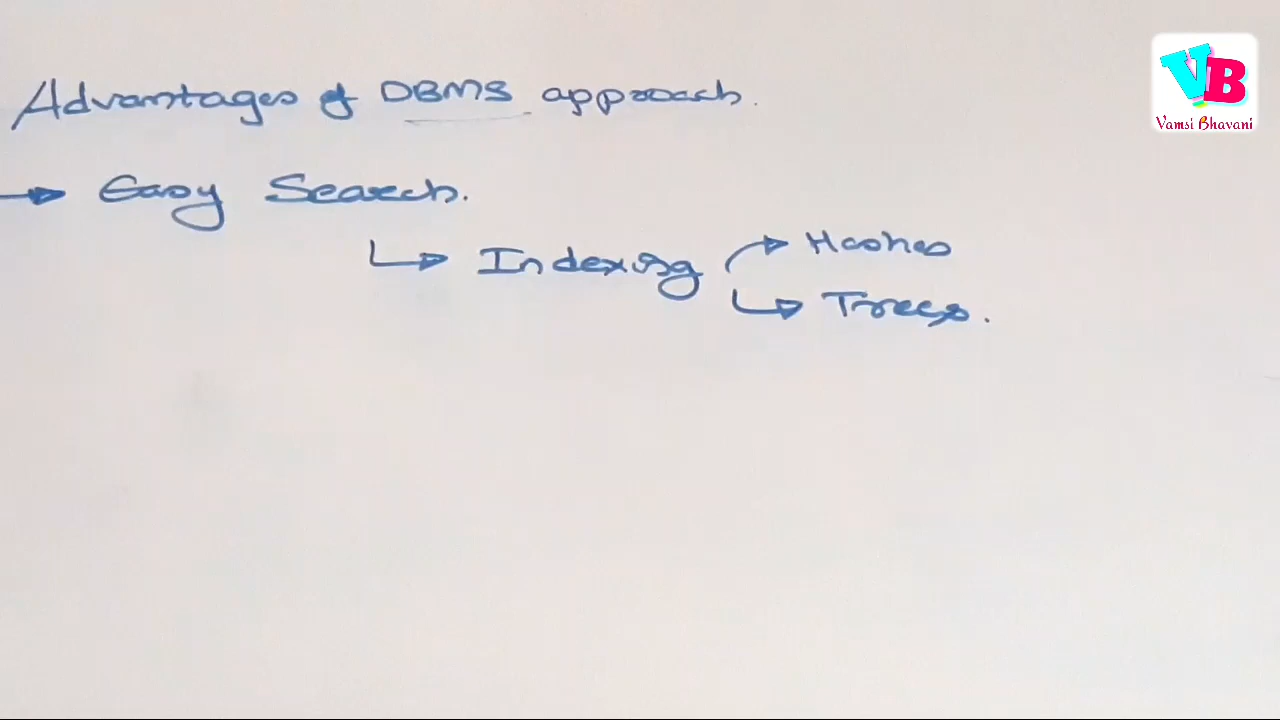 Advantages of DBMS approach.
→ Easy Search.
↳ Indexing → Hashes
↳ Trees.
VB
Vamsi Bhavani